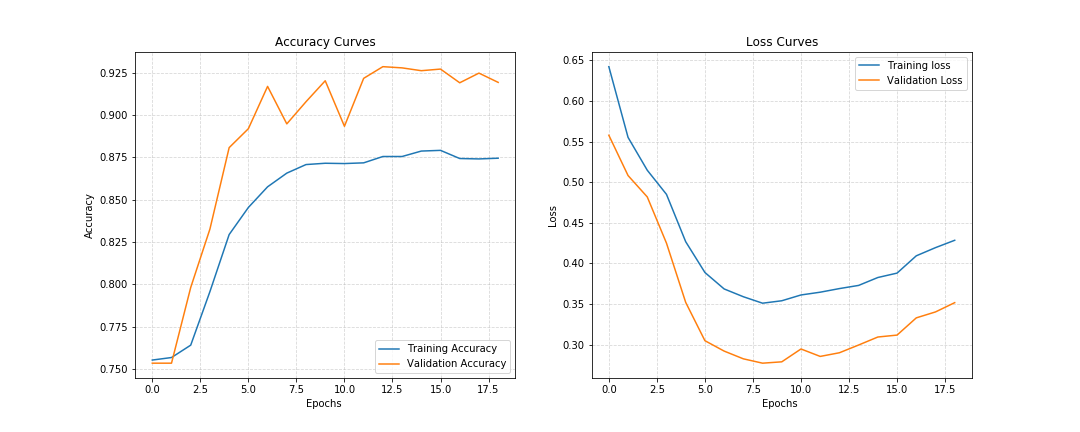 Accuracy Curves
Accuracy
0.925
0.900
0.875
0.850
0.825
0.800
0.775
0.750
Training Accuracy
Validation Accuracy
0.0 2.5 5.0 7.5 10.0 12.5 15.0 17.5
Epochs
Loss Curves
Loss
0.65
0.60
0.55
0.50
0.45
0.40
0.35
0.30
Training loss
Validation Loss
0.0 2.5 5.0 7.5 10.0 12.5 15.0 17.5
Epochs